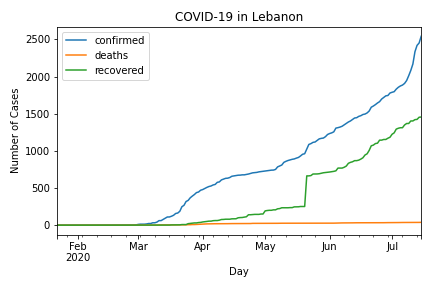 COVID-19 in Lebanon
confirmed
deaths
recovered
Number of Cases
2500
2000
1500
1000
500
0
Feb
2020
Mar
Apr
May
Jun
Jul
Day